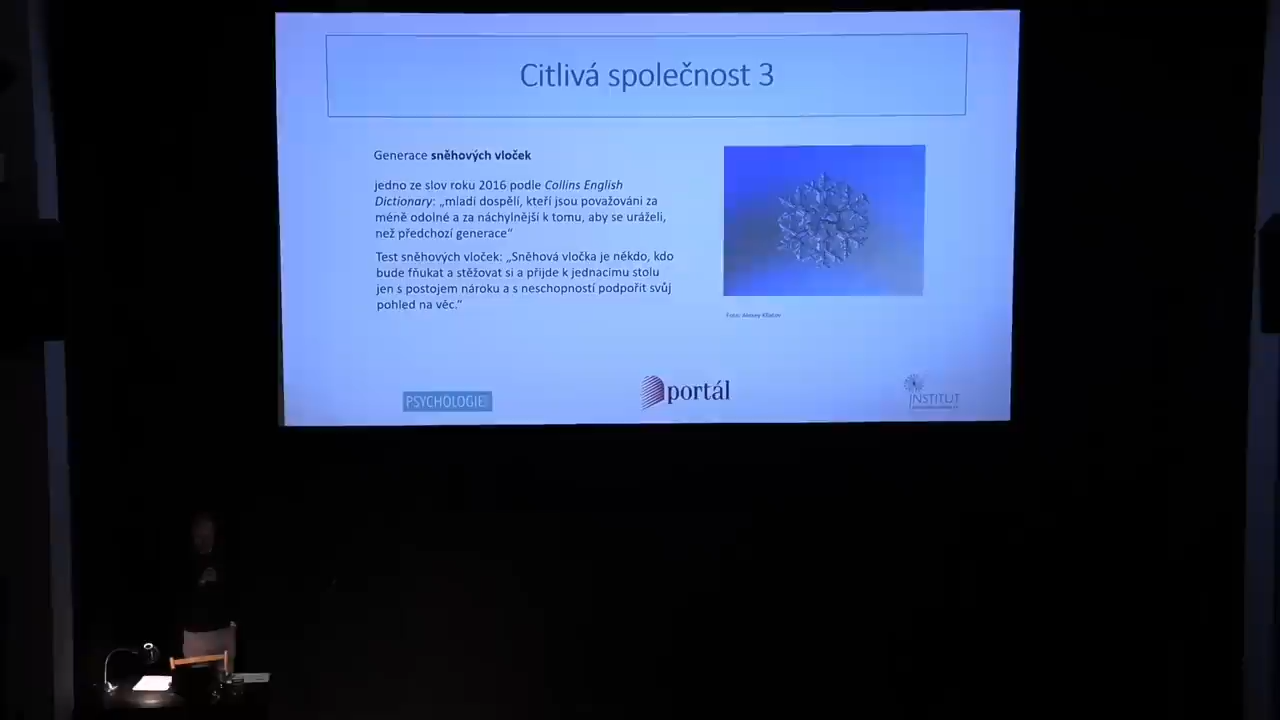 Citlivá společnost 3
Generace sněhových vloček
jedno ze slov roku 2016 podle Collins English
Dictionary: „mladí dospělí, kteří jsou považováni za
méně odolné a za náchylnější k tomu, aby se uráželi,
než předchozí generace“
Test sněhových vloček: „Sněhová vločka je někdo, kdo
bude fňukat a stěžovat si a přijde k jednacímu stolu
jen s postojem nároku a s neschopností podpořit svůj
pohled na věc.“
Foto: Alexey Kljatov
PSYCHOLOGIE
portál
INSTITUT